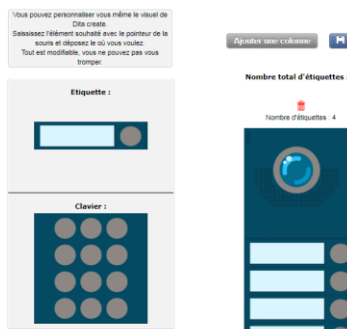 Vous pouvez personnaliser vous même le visuel de
Dita create.
Saisissez l'élément souhaité avec le pointeur de la
souris et déposez le où vous voulez.
Tout est modifiable, vous ne pouvez pas vous
tromper.
Etiquette :
Clavier :
Ajouter une colonne
Nombre total d'étiquettes :
Nombre d'étiquettes : 4